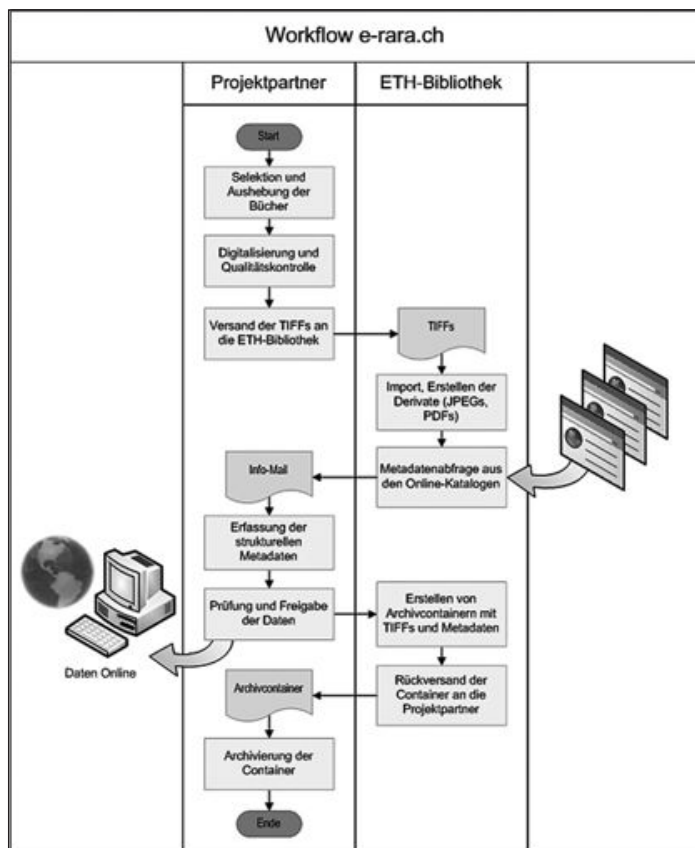 Workflow e-rara.ch
Projektpartner
ETH-Bibliothek
Start
Selektion und
Aushebung der
Bücher
Digitalisierung und
Qualitätskontrolle
Versand der TIFFs an
die ETH-Bibliothek
TIFFs
Import, Erstellen der
Derivate (JPEGs,
PDFs)
Metadatenabfrage aus
den Online-Katalogen
Info-Mail
Erfassung der
strukturellen
Metadaten
Prüfung und Freigabe
der Daten
Daten Online
Erstellen von
Archivcontainern mit
TIFFs und Metadaten
Rückversand der
Container an die
Projektpartner
Archivcontainer
Archivierung der
Container
Ende